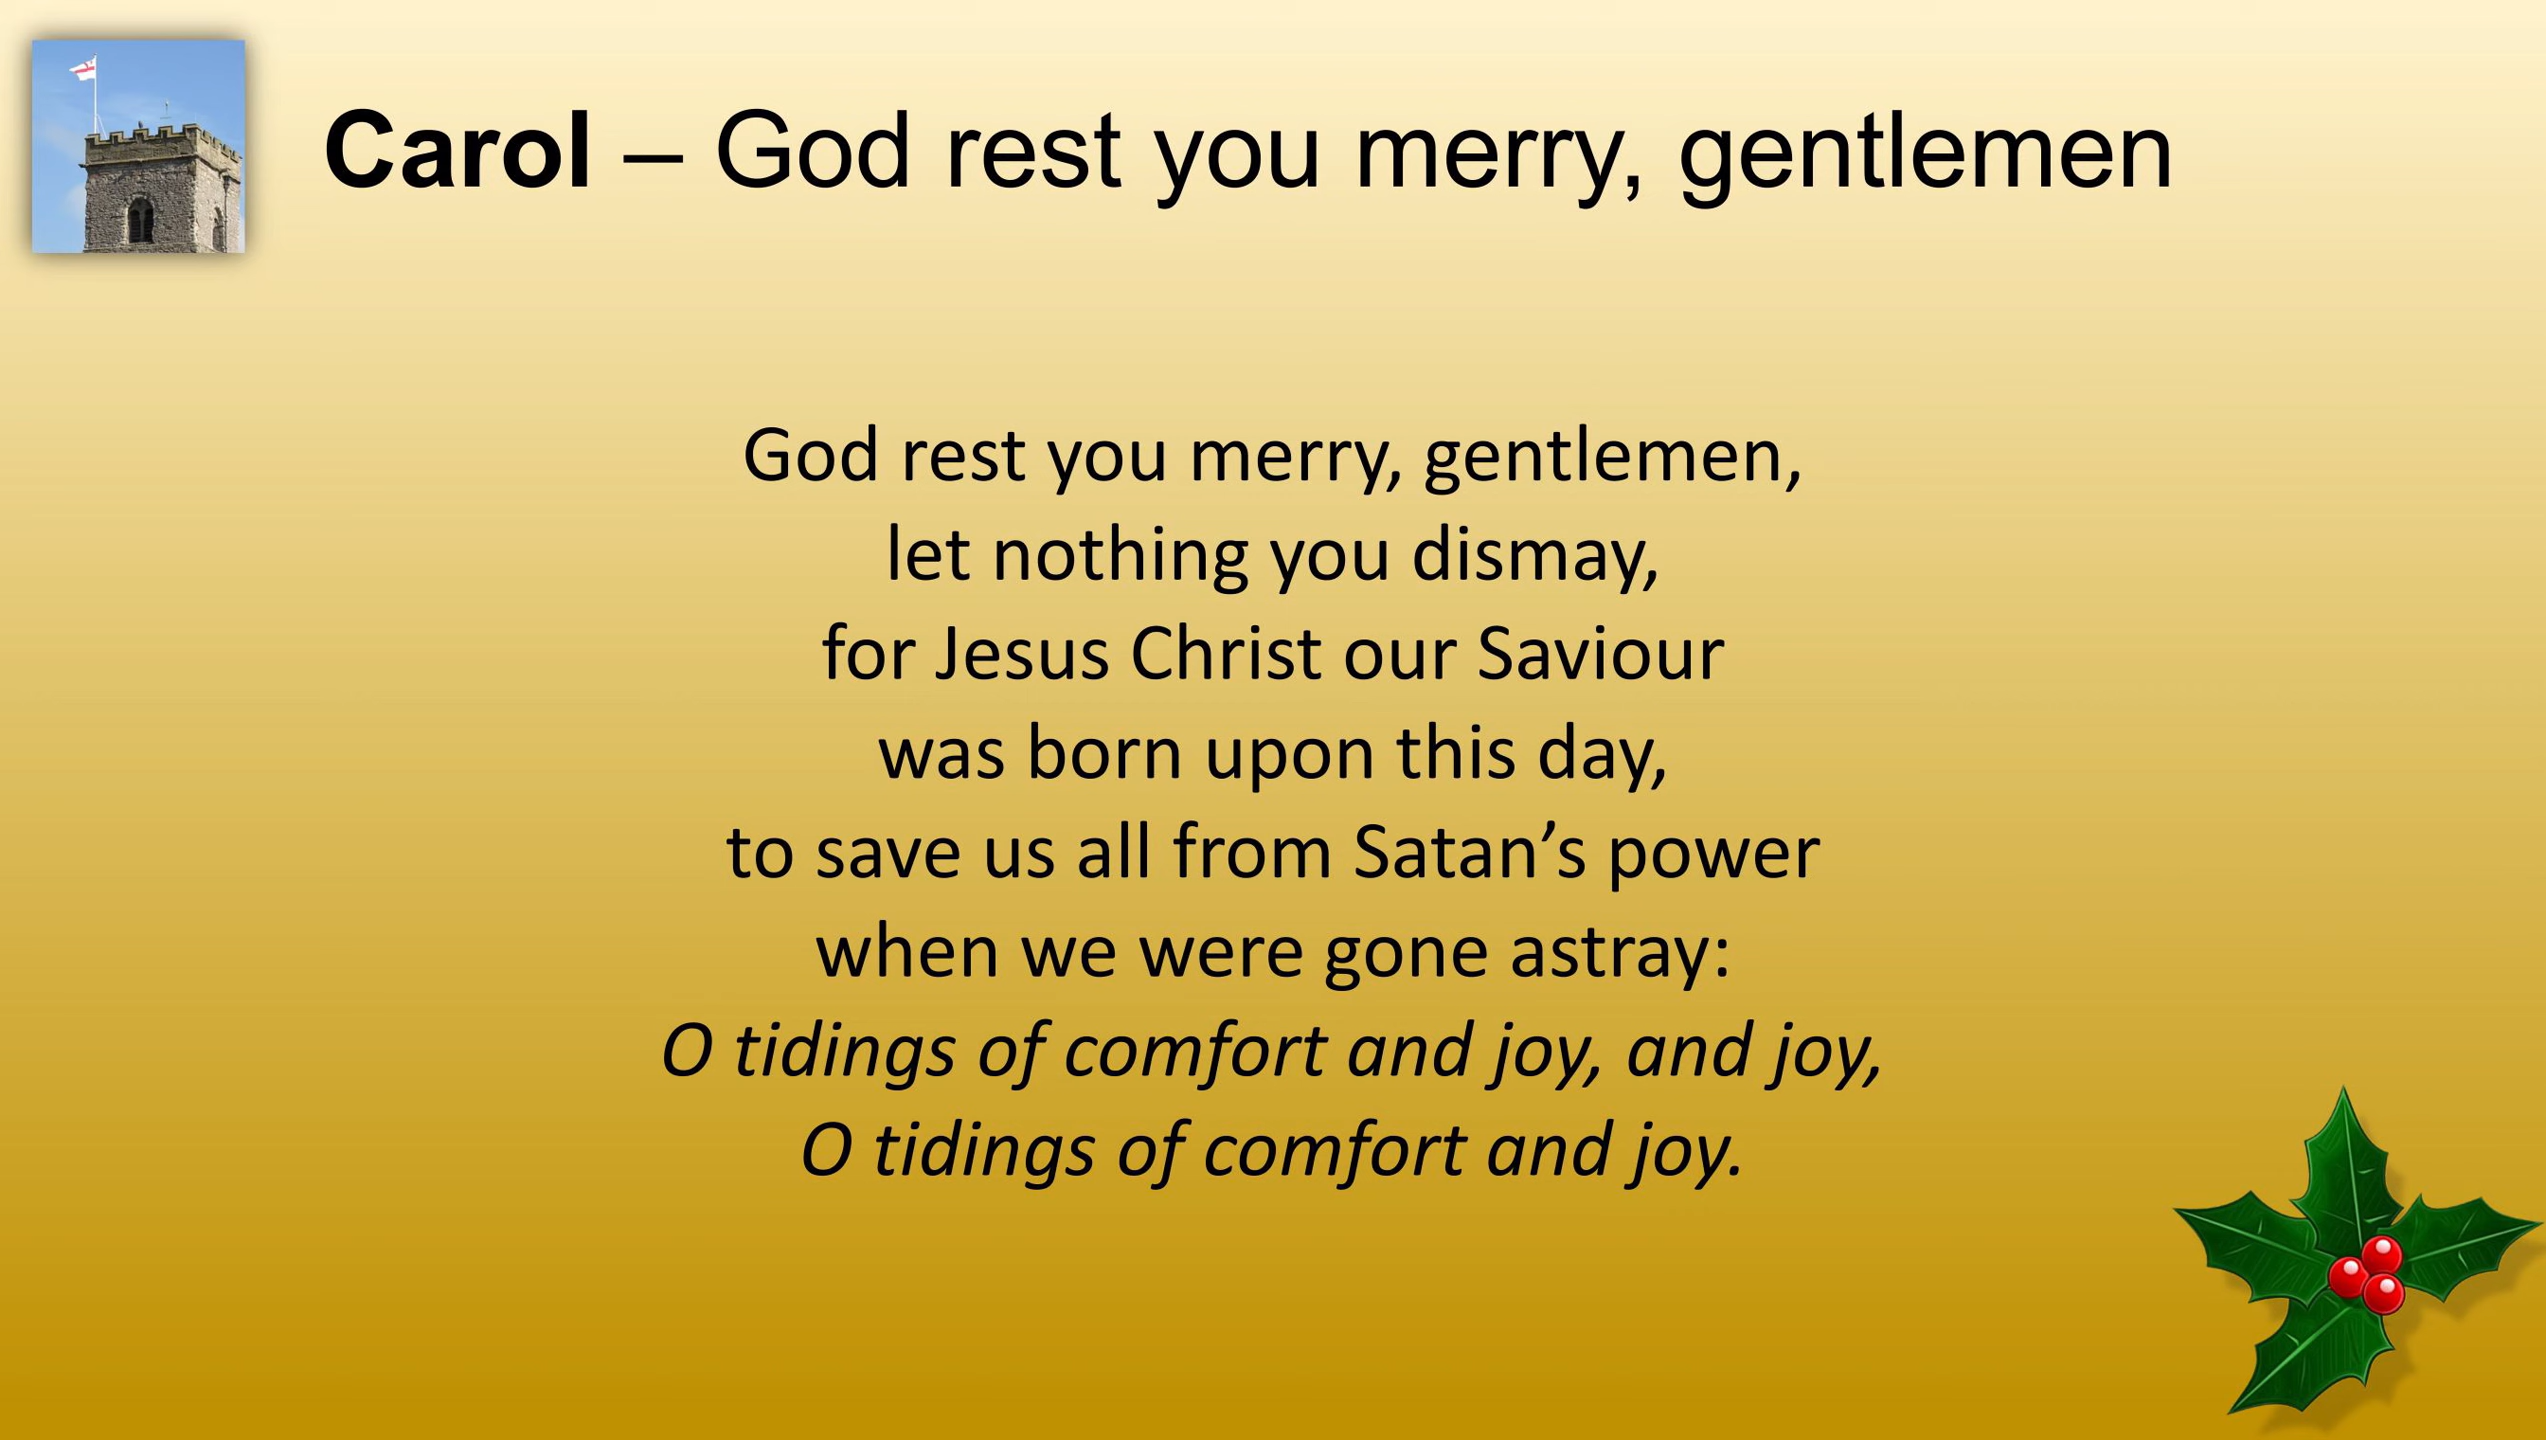 Carol – God rest you merry, gentlemen
God rest you merry, gentlemen,
let nothing you dismay,
for Jesus Christ our Saviour
was born upon this day,
to save us all from Satan’s power
when we were gone astray:
O tidings of comfort and joy, and joy,
O tidings of comfort and joy.